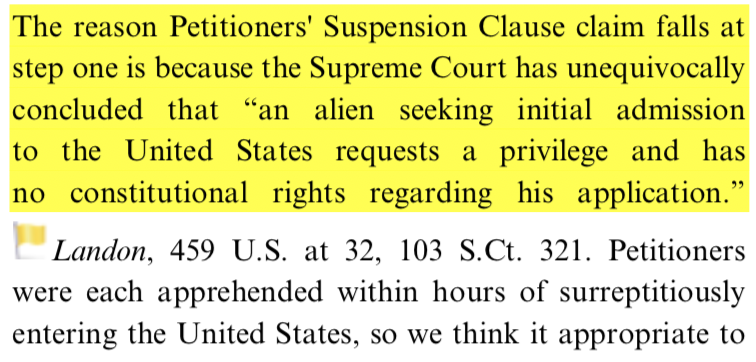 The reason Petitioners' Suspension Clause claim falls at
step one is because the Supreme Court has unequivocally
concluded that “an alien seeking initial admission
to the United States requests a privilege and has
no constitutional rights regarding his application.”
Landon, 459 U.S. at 32, 103 S.Ct. 321. Petitioners
were each apprehended within hours of surreptitiously
entering the United States, so we think it appropriate to